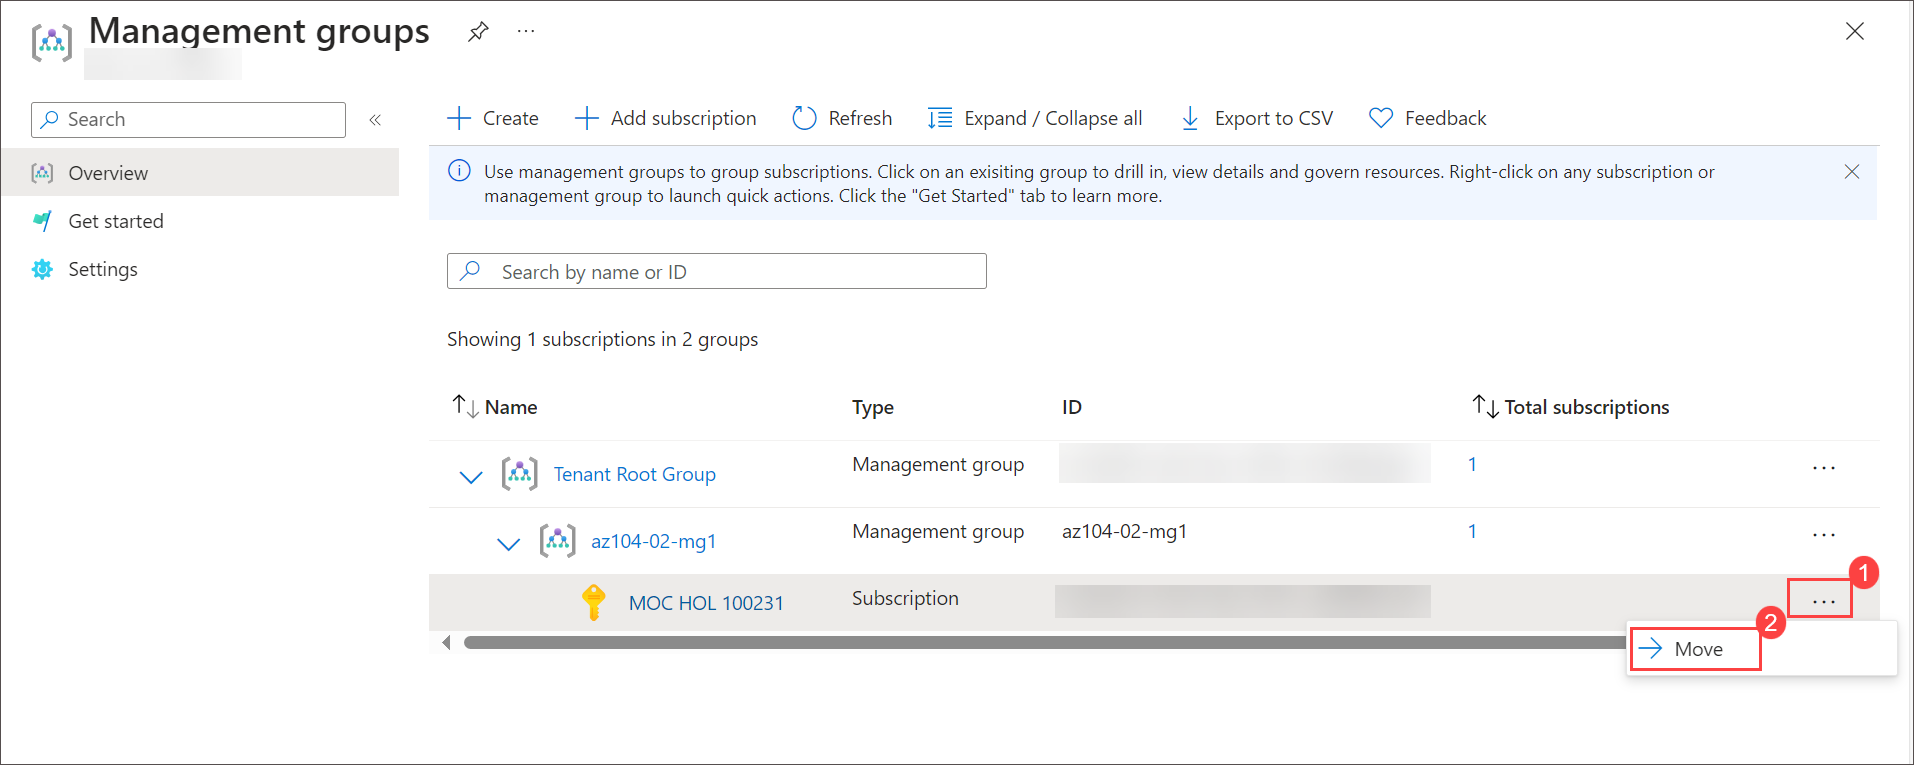 Management groups
Search
Overview
Get started
Settings
Create
Add subscription
Refresh
Expand / Collapse all
Export to CSV
Feedback
Use management groups to group subscriptions. Click on an exisiting group to drill in, view details and govern resources. Right-click on any subscription or
management group to launch quick actions. Click the "Get Started" tab to learn more.
Search by name or ID
Showing 1 subscriptions in 2 groups
Name Type ID Total subscriptions
Tenant Root Group Management group 1 ...
az104-02-mg1 Management group az104-02-mg1 1 ...
1
MOC HOL 100231 Subscription ...
2
Move